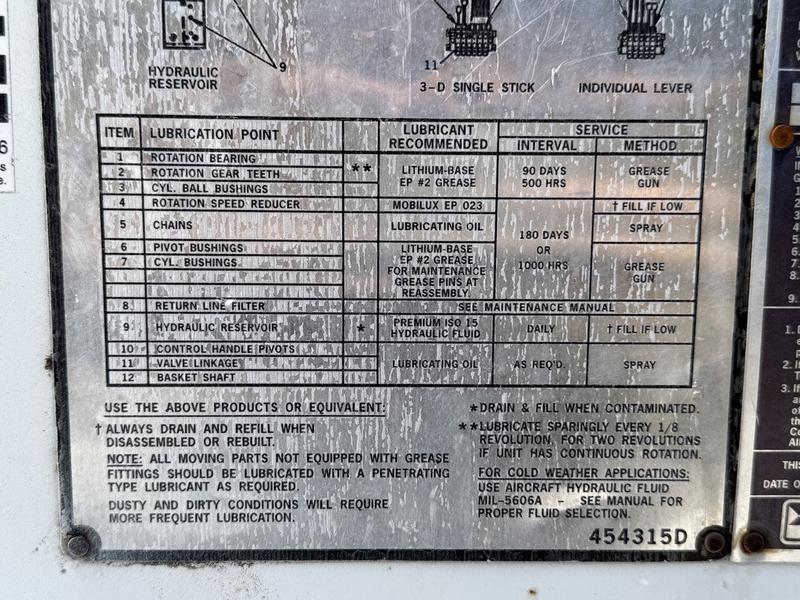 HYDRAULIC
RESERVOIR
9
11
3-D SINGLE STICK
INDIVIDUAL LEVER
ITEM LUBRICATION POINT LUBRICANT RECOMMENDED SERVICE
INTERVAL METHOD
1 ROTATION BEARING
2 ROTATION GEAR TEETH ** LITHIUM-BASE EP #2 GREASE 90 DAYS 500 HRS GREASE GUN
3 CYL. BALL BUSHINGS
4 ROTATION SPEED REDUCER MOBILUX EP 023 † FILL IF LOW
5 CHAINS LUBRICATING OIL 180 DAYS OR 1000 HRS SPRAY
6 PIVOT BUSHINGS LITHIUM-BASE
7 CYL. BUSHINGS EP #2 GREASE
FOR MAINTENANCE GREASE
GREASE PINS AT GUN
REASSEMBLY.
8 RETURN LINE FILTER SEE MAINTENANCE MANUAL
9 HYDRAULIC RESERVOIR * PREMIUM ISO 15 HYDRAULIC FLUID DAILY † FILL IF LOW
10 CONTROL HANDLE PIVOTS
11 VALVE LINKAGE LUBRICATING OIL AS REQ'D. SPRAY
12 BASKET SHAFT
USE THE ABOVE PRODUCTS OR EQUIVALENT:
† ALWAYS DRAIN AND REFILL WHEN
DISASSEMBLED OR REBUILT.
NOTE: ALL MOVING PARTS NOT EQUIPPED WITH GREASE
FITTINGS SHOULD BE LUBRICATED WITH A PENETRATING
TYPE LUBRICANT AS REQUIRED.
DUSTY AND DIRTY CONDITIONS WILL REQUIRE
MORE FREQUENT LUBRICATION.
*DRAIN & FILL WHEN CONTAMINATED.
**LUBRICATE SPARINGLY EVERY 1/8
REVOLUTION, FOR TWO REVOLUTIONS
IF UNIT HAS CONTINUOUS ROTATION.
FOR COLD WEATHER APPLICATIONS:
USE AIRCRAFT HYDRAULIC FLUID
MIL-5606A - SEE MANUAL FOR
PROPER FLUID SELECTION.
454315D
THIS
DATE